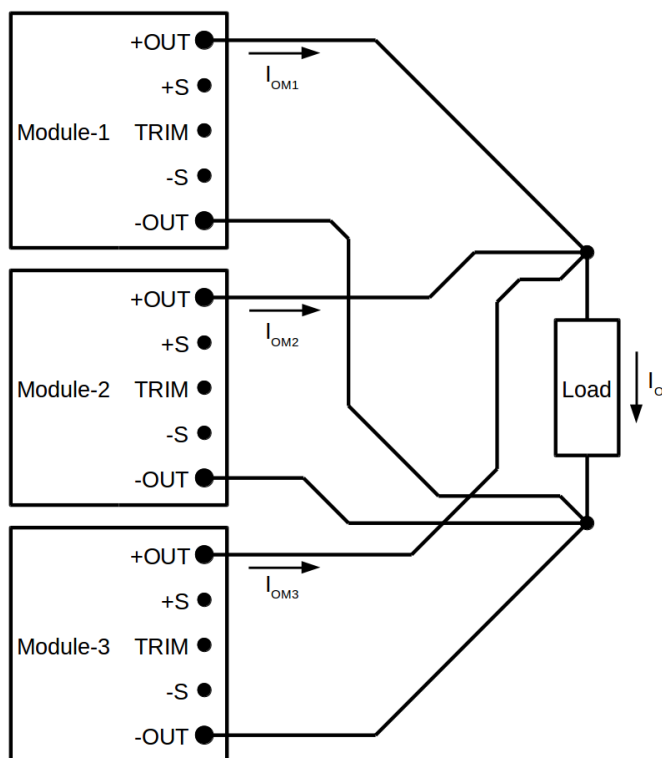 +OUT
I OM1
+S
Module-1
TRIM
-S
-OUT
+OUT
I OM2
+S
Module-2
TRIM
-S
-OUT
Load
I O
+OUT
I OM3
+S
Module-3
TRIM
-S
-OUT